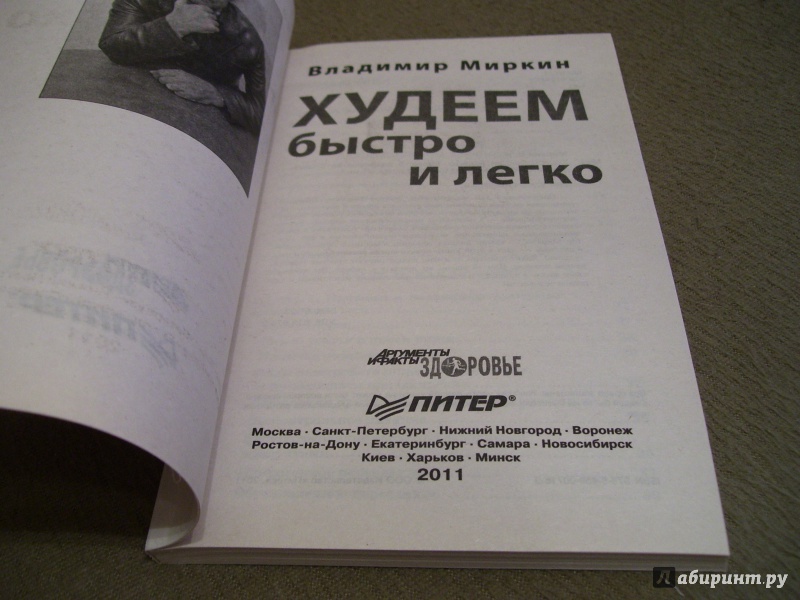 Владимир Миркин
ХУДЕЕМ
быстро
и легко
АРГУМЕНТЫ
И ФАКТЫ
ЗДОРОВЬЕ
ПИТЕР®
Москва · Санкт-Петербург · Нижний Новгород · Воронеж
Ростов-на-Дону · Екатеринбург · Самара · Новосибирск
Киев · Харьков · Минск
2011
Лабиринт.ру